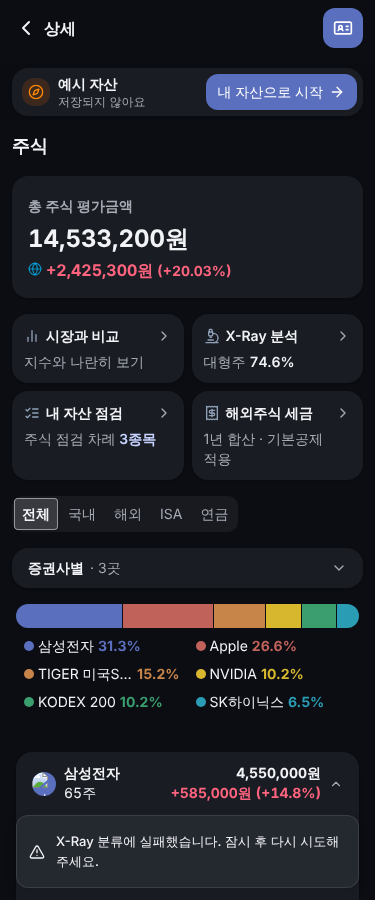 상세
예시 자산
저장되지 않아요
내 자산으로 시작
주식
총 주식 평가금액
14,533,200원
+2,425,300원 (+20.03%)
시장과 비교
지수와 나란히 보기
X-Ray 분석
대형주 74.6%
내 자산 점검
주식 점검 차례 3종목
해외주식 세금
1년 합산 · 기본공제
적용
전체 국내 해외 ISA 연금
증권사별 · 3곳
삼성전자 31.3% Apple 26.6%
TIGER 미국S... 15.2% NVIDIA 10.2%
KODEX 200 10.2% SK하이닉스 6.5%
삼성전자 4,550,000원
65주 +585,000원 (+14.8%)
X-Ray 분류에 실패했습니다. 잠시 후 다시 시도해
주세요.